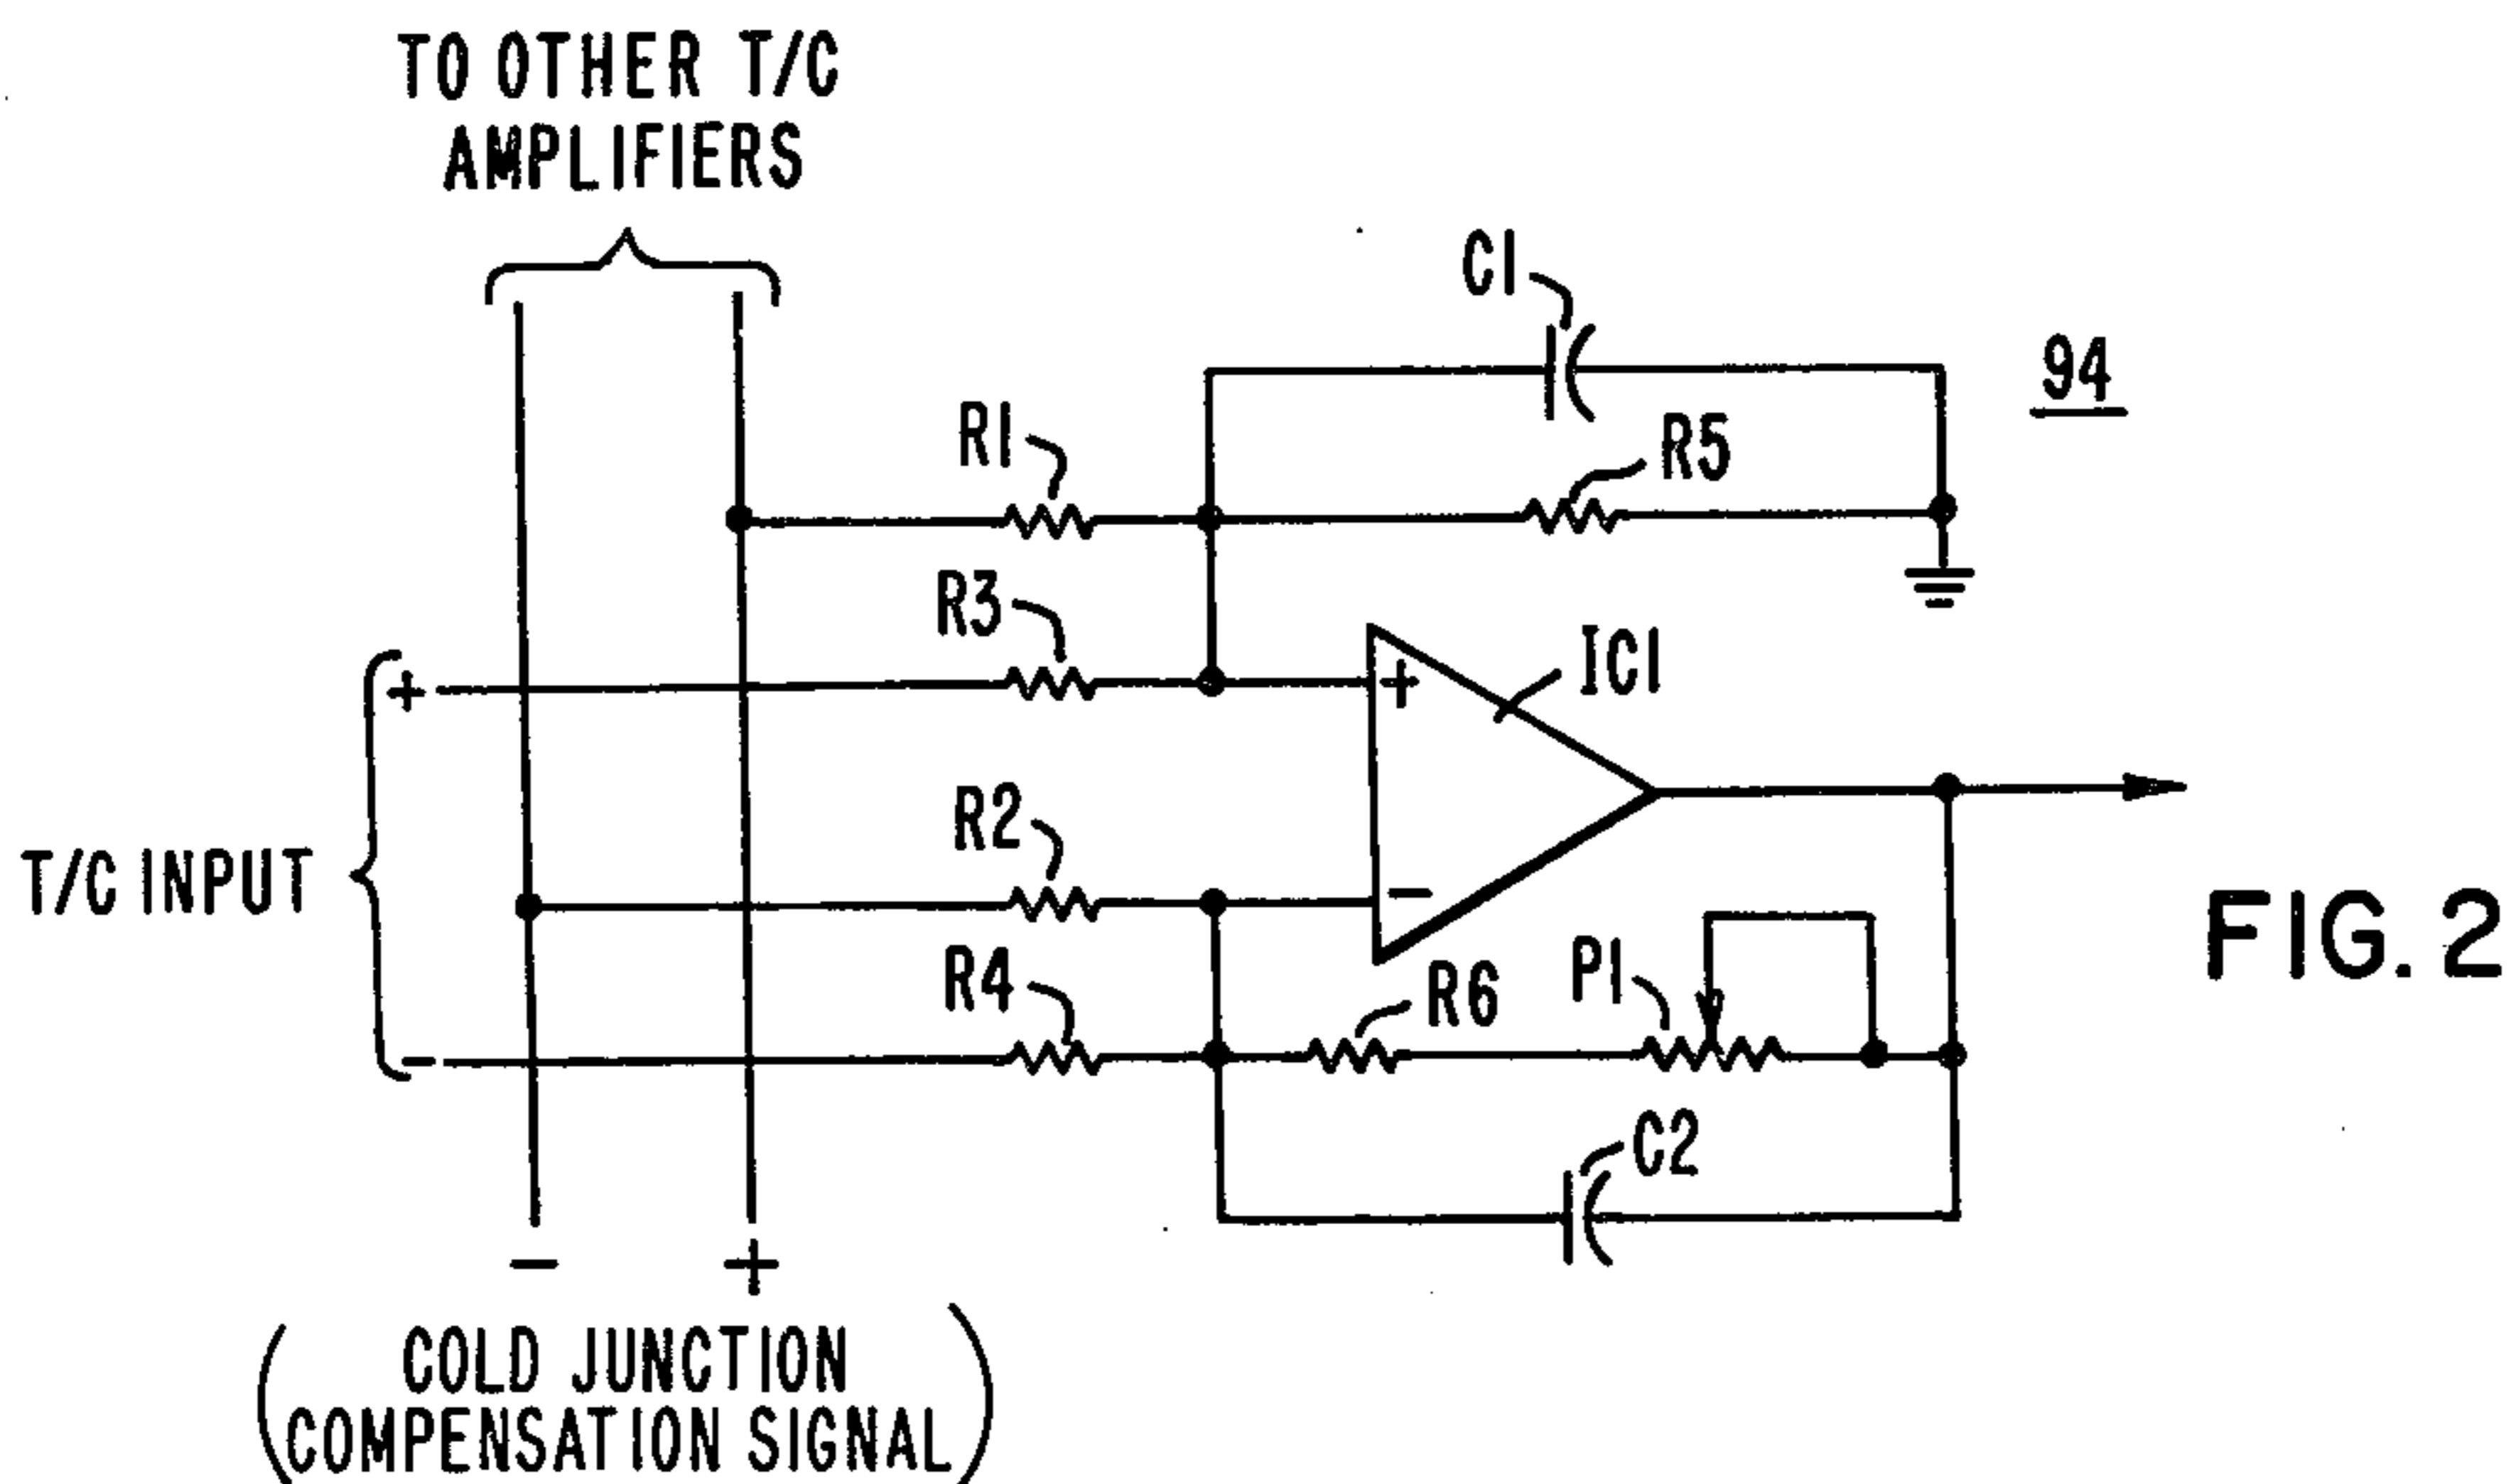 TO OTHER T/C
AMPLIFIERS
C1
94
R1
R5
R3
IC1
+
+
R2
T/C INPUT
−
FIG. 2
R4
R6
P1
−
C2
− +
COLD JUNCTION
COMPENSATION SIGNAL